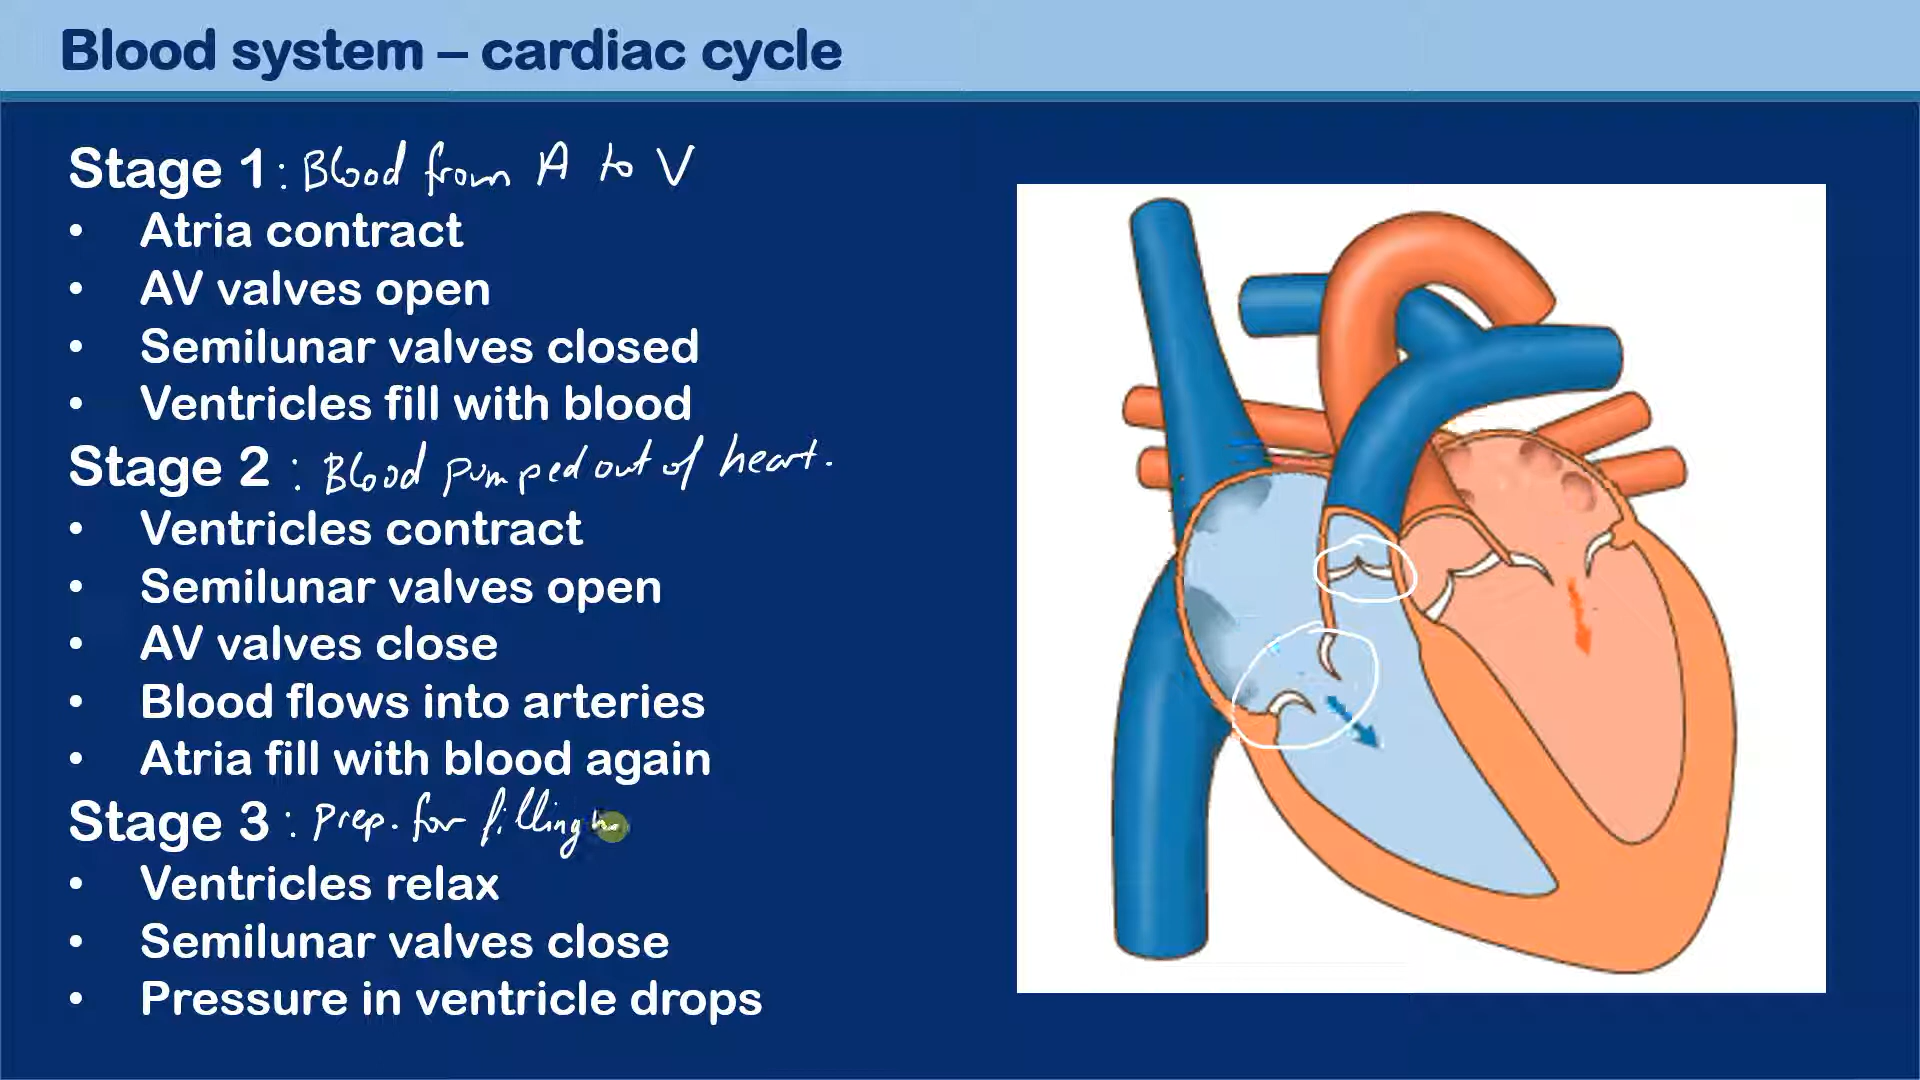 Blood system – cardiac cycle
Stage 1 : Blood from A to V
• Atria contract
• AV valves open
• Semilunar valves closed
• Ventricles fill with blood
Stage 2 : Blood pumped out of heart.
• Ventricles contract
• Semilunar valves open
• AV valves close
• Blood flows into arteries
• Atria fill with blood again
Stage 3 : Prep. for filling
• Ventricles relax
• Semilunar valves close
• Pressure in ventricle drops